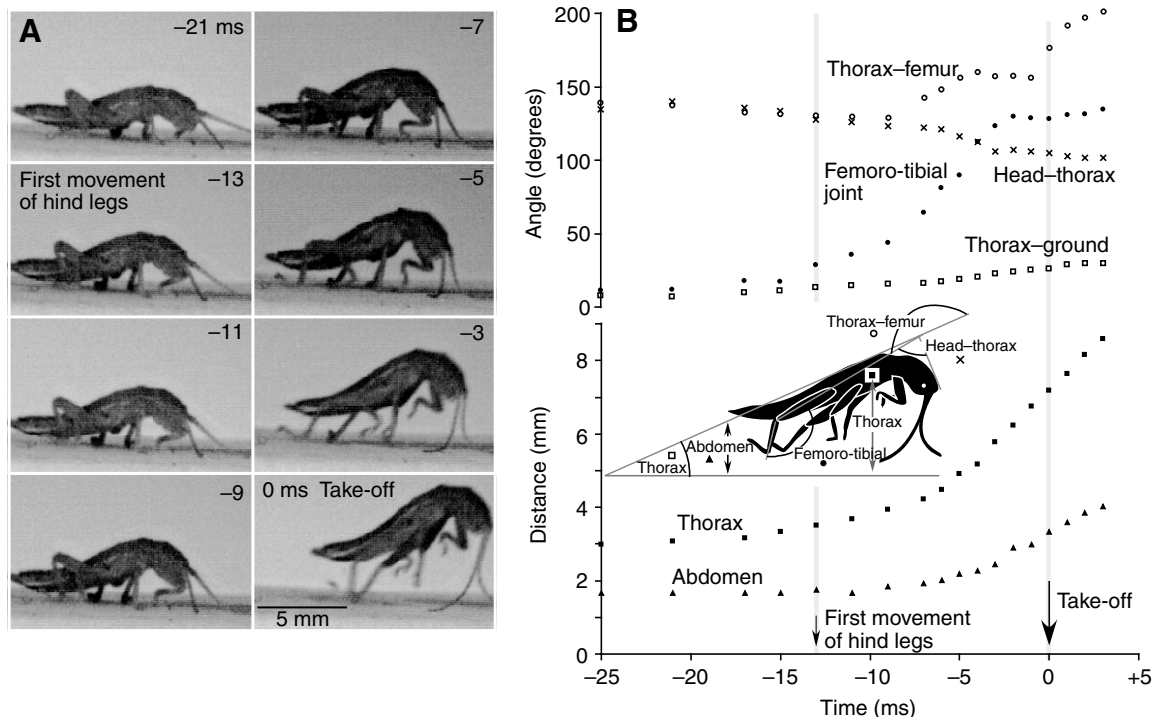 A
–21 ms
–7
First movement
of hind legs
–13
–5
–11
–3
–9
0 ms Take-off
5 mm
B
200
150
100
50
0
Angle (degrees)
Thorax–femur
Femoro-tibial
joint
Head–thorax
Thorax–ground
8
6
4
2
0
Distance (mm)
Thorax–femur
Head–thorax
Thorax
Abdomen
Femoro-tibial
Thorax
Thorax
Abdomen
First movement
of hind legs
Take-off
–25
–20
–15
–10
–5
0
+5
Time (ms)